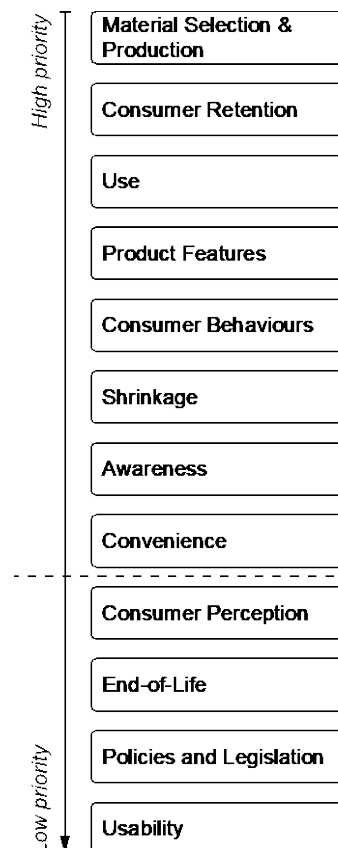 High priority
Material Selection &
Production
Consumer Retention
Use
Product Features
Consumer Behaviours
Shrinkage
Awareness
Convenience
Consumer Perception
End-of-Life
Policies and Legislation
Usability
Low priority